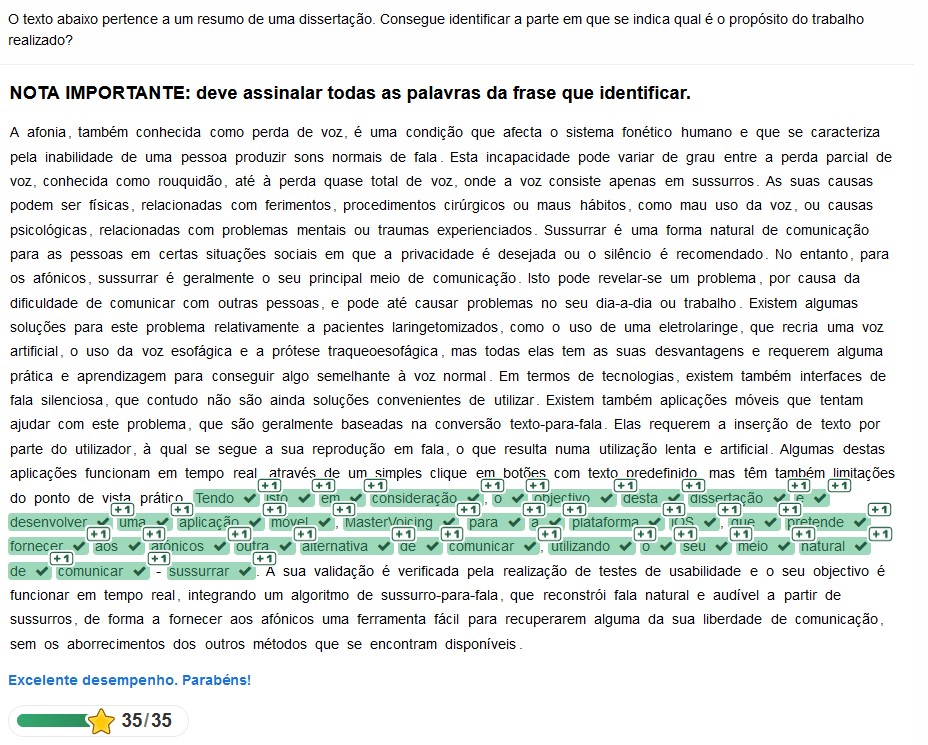 O texto abaixo pertence a um resumo de uma dissertação. Consegue identificar a parte em que se indica qual é o propósito do trabalho
realizado?
NOTA IMPORTANTE: deve assinalar todas as palavras da frase que identificar.
A afonia, também conhecida como perda de voz, é uma condição que afecta o sistema fonético humano e que se caracteriza
pela inabilidade de uma pessoa produzir sons normais de fala. Esta incapacidade pode variar de grau entre a perda parcial de
voz, conhecida como rouquidão, até à perda quase total de voz, onde a voz consiste apenas em sussurros. As suas causas
podem ser físicas, relacionadas com ferimentos, procedimentos cirúrgicos ou maus hábitos, como mau uso da voz, ou causas
psicológicas, relacionadas com problemas mentais ou traumas experienciados. Sussurrar é uma forma natural de comunicação
para as pessoas em certas situações sociais em que a privacidade é desejada ou o silêncio é recomendado. No entanto, para
os afónicos, sussurrar é geralmente o seu principal meio de comunicação. Isto pode revelar-se um problema, por causa da
dificuldade de comunicar com outras pessoas, e pode até causar problemas no seu dia-a-dia ou trabalho. Existem algumas
soluções para este problema relativamente a pacientes laringetomizados, como o uso de uma eletrolaringe, que recria uma voz
artificial, o uso da voz esofágica e a prótese traqueoesofágica, mas todas elas tem as suas desvantagens e requerem alguma
prática e aprendizagem para conseguir algo semelhante à voz normal. Em termos de tecnologias, existem também interfaces de
fala silenciosa, que contudo não são ainda soluções convenientes de utilizar. Existem também aplicações móveis que tentam
ajudar com este problema, que são geralmente baseadas na conversão texto-para-fala. Elas requerem a inserção de texto por
parte do utilizador, à qual se segue a sua reprodução em fala, o que resulta numa utilização lenta e artificial. Algumas destas
aplicações funcionam em tempo real, através de um simples clique em botões com texto predefinido, mas têm também limitações
+1 +1 +1 +1 +1 +1 +1 +1 +1 +1
do ponto de vista prático. Tendo isto em consideração, o objectivo desta dissertação é
+1 +1 +1 +1 +1 +1 +1 +1 +1 +1 +1
desenvolver uma aplicação móvel, MasterVoicing para a plataforma iOS, que pretende
+1 +1 +1 +1 +1 +1 +1 +1 +1 +1 +1
fornecer aos afónicos outra alternativa de comunicar, utilizando o seu meio natural
+1 +1 +1
de comunicar - sussurrar. A sua validação é verificada pela realização de testes de usabilidade e o seu objectivo é
funcionar em tempo real, integrando um algoritmo de sussurro-para-fala, que reconstrói fala natural e audível a partir de
sussurros, de forma a fornecer aos afónicos uma ferramenta fácil para recuperarem alguma da sua liberdade de comunicação,
sem os aborrecimentos dos outros métodos que se encontram disponíveis.
Excelente desempenho. Parabéns!
35/35